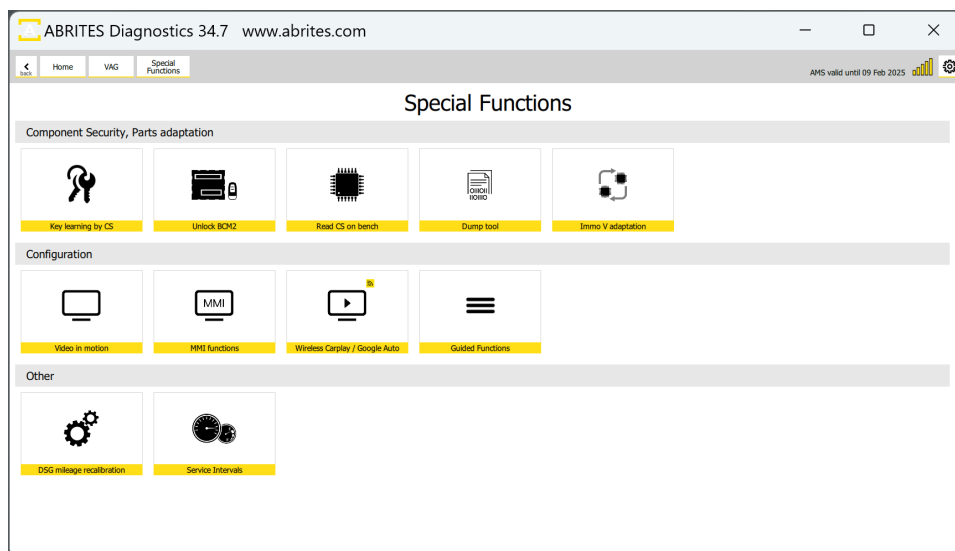 ABRITES Diagnostics 34.7 www.abrites.com
back
Home
VAG
Special
Functions
AMS valid until 09 Feb 2025
Special Functions
Component Security, Parts adaptation
Key learning by CS
Unlock BCM2
Read CS on bench
Dump tool
Immo V adaptation
Configuration
MMI
Video in motion
MMI functions
Wireless Carplay / Google Auto
Guided Functions
Other
DSG mileage recalibration
Service Intervals